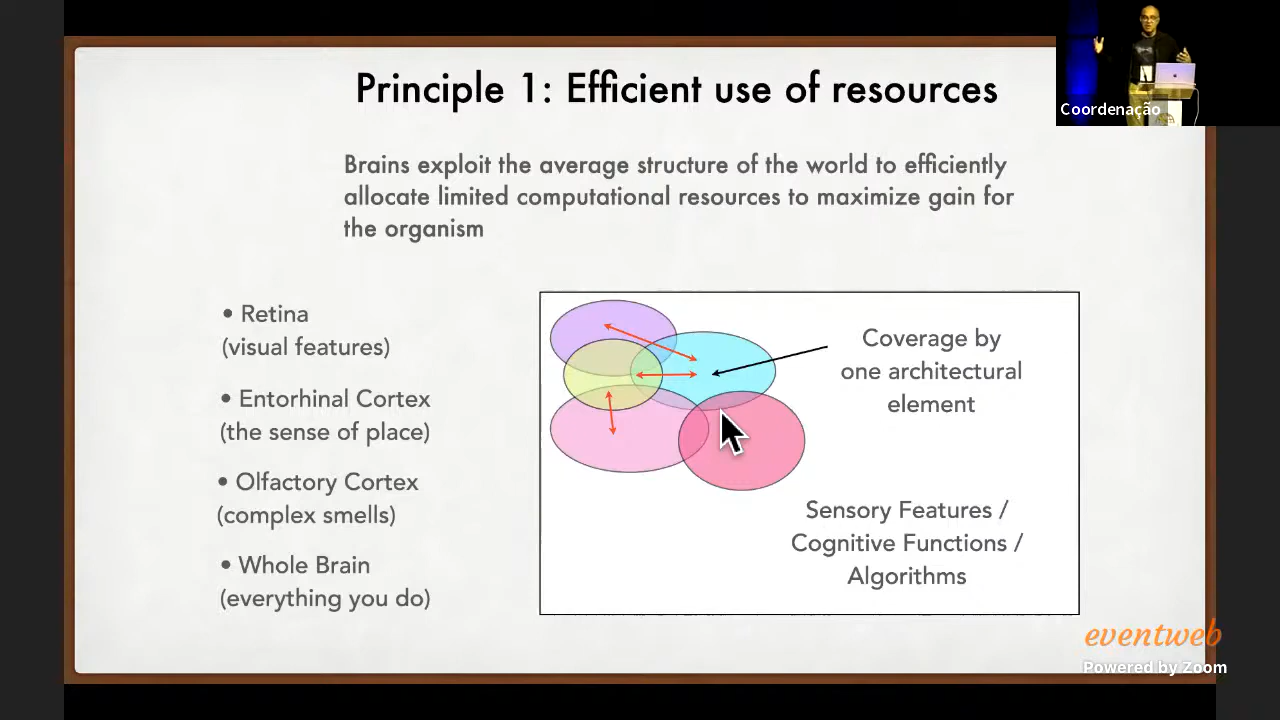 Principle 1: Efficient use of resources
Coordenação
Brains exploit the average structure of the world to efficiently
allocate limited computational resources to maximize gain for
the organism
• Retina
(visual features)
• Entorhinal Cortex
(the sense of place)
• Olfactory Cortex
(complex smells)
• Whole Brain
(everything you do)
Coverage by
one architectural
element
Sensory Features /
Cognitive Functions /
Algorithms
eventweb
Powered by Zoom